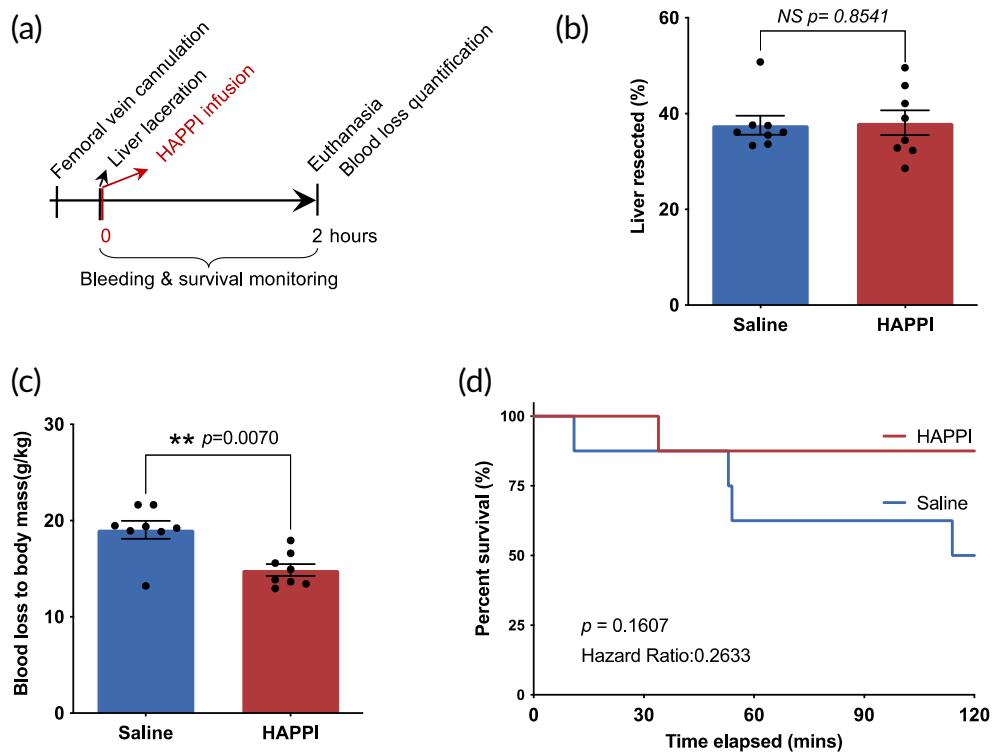 (a)
Femoral vein cannulation
Liver laceration
HAPPI infusion
Euthanasia
Blood loss quantification
0
2 hours
Bleeding & survival monitoring
(b)
NS p= 0.8541
Liver resected (%)
60
40
20
0
Saline
HAPPI
(c)
** p=0.0070
Blood loss to body mass(g/kg)
30
20
10
0
Saline
HAPPI
(d)
Percent survival (%)
100
75
50
25
0
HAPPI
Saline
p = 0.1607
Hazard Ratio:0.2633
0
30
60
90
120
Time elapsed (mins)